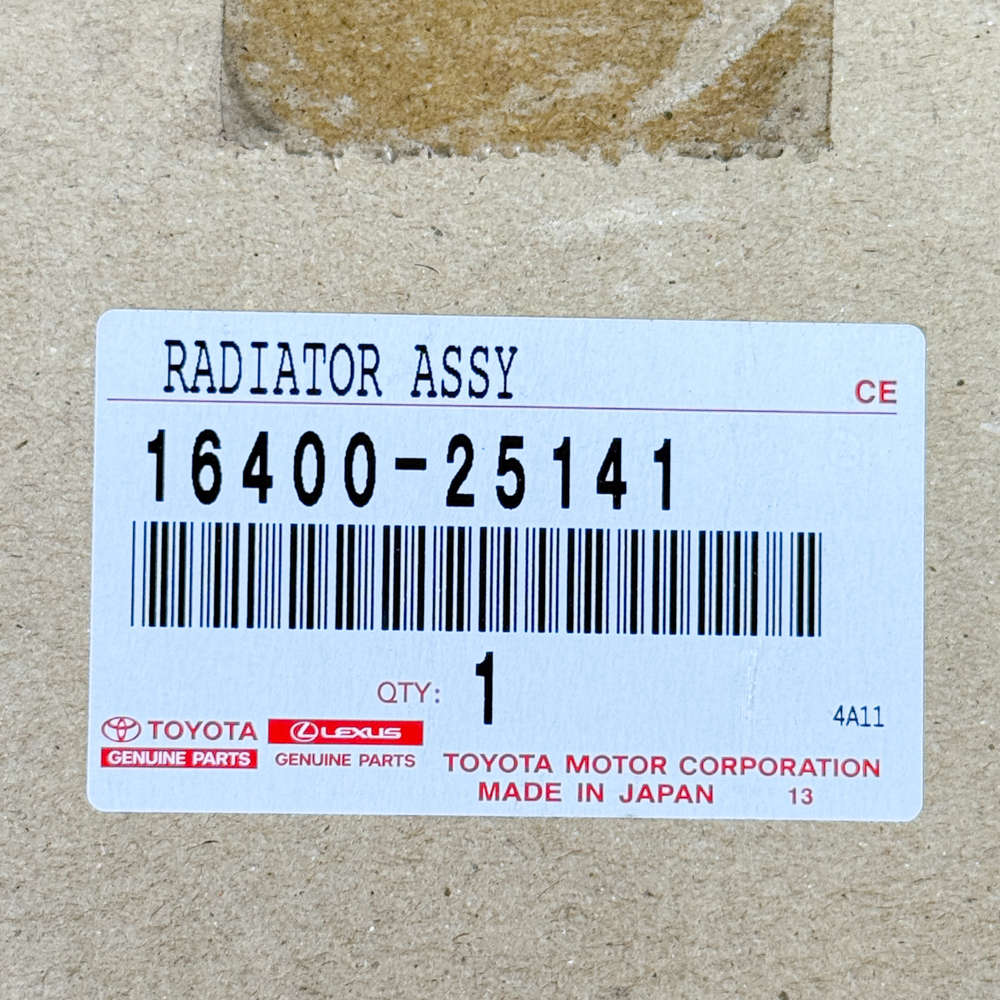 RADIATOR ASSY
CE
16400-25141
QTY: 1
4A11
TOYOTA LEXUS
GENUINE PARTS GENUINE PARTS
TOYOTA MOTOR CORPORATION
MADE IN JAPAN 13